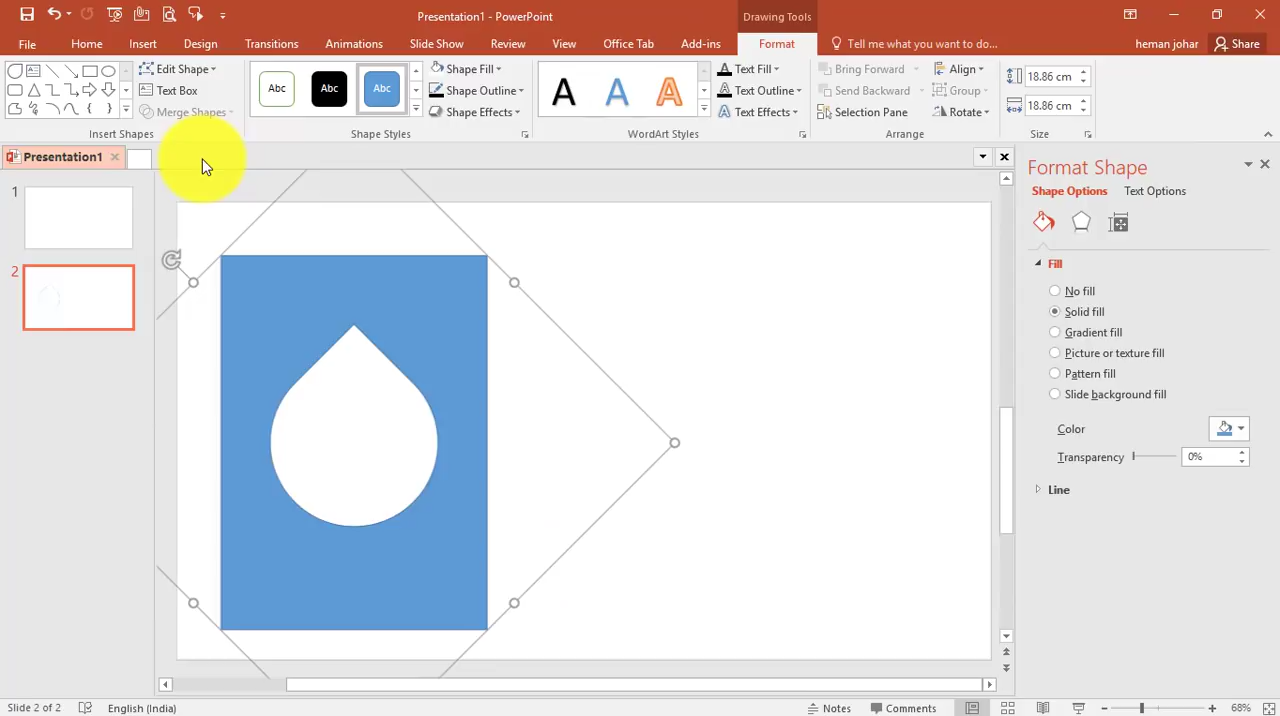 Presentation1 - PowerPoint
Drawing Tools
File Home Insert Design Transitions Animations Slide Show Review View Office Tab Add-ins Format Tell me what you want to do... heman johar Share
Edit Shape
Text Box
Merge Shapes
Insert Shapes
Abc Abc Abc
Shape Fill
Shape Outline
Shape Effects
Shape Styles
A A A
Text Fill
Text Outline
Text Effects
WordArt Styles
Bring Forward
Send Backward
Selection Pane
Align
Group
Rotate
Arrange
18.86 cm
18.86 cm
Size
Presentation1
1
2
Format Shape
Shape Options Text Options
Fill
No fill
Solid fill
Gradient fill
Picture or texture fill
Pattern fill
Slide background fill
Color
Transparency 0%
Line
Slide 2 of 2 English (India) Notes Comments 68%